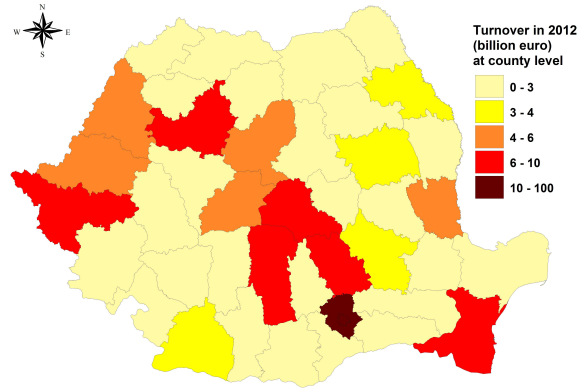 N
W E
S
Turnover in 2012
(billion euro)
at county level
0 - 3
3 - 4
4 - 6
6 - 10
10 - 100